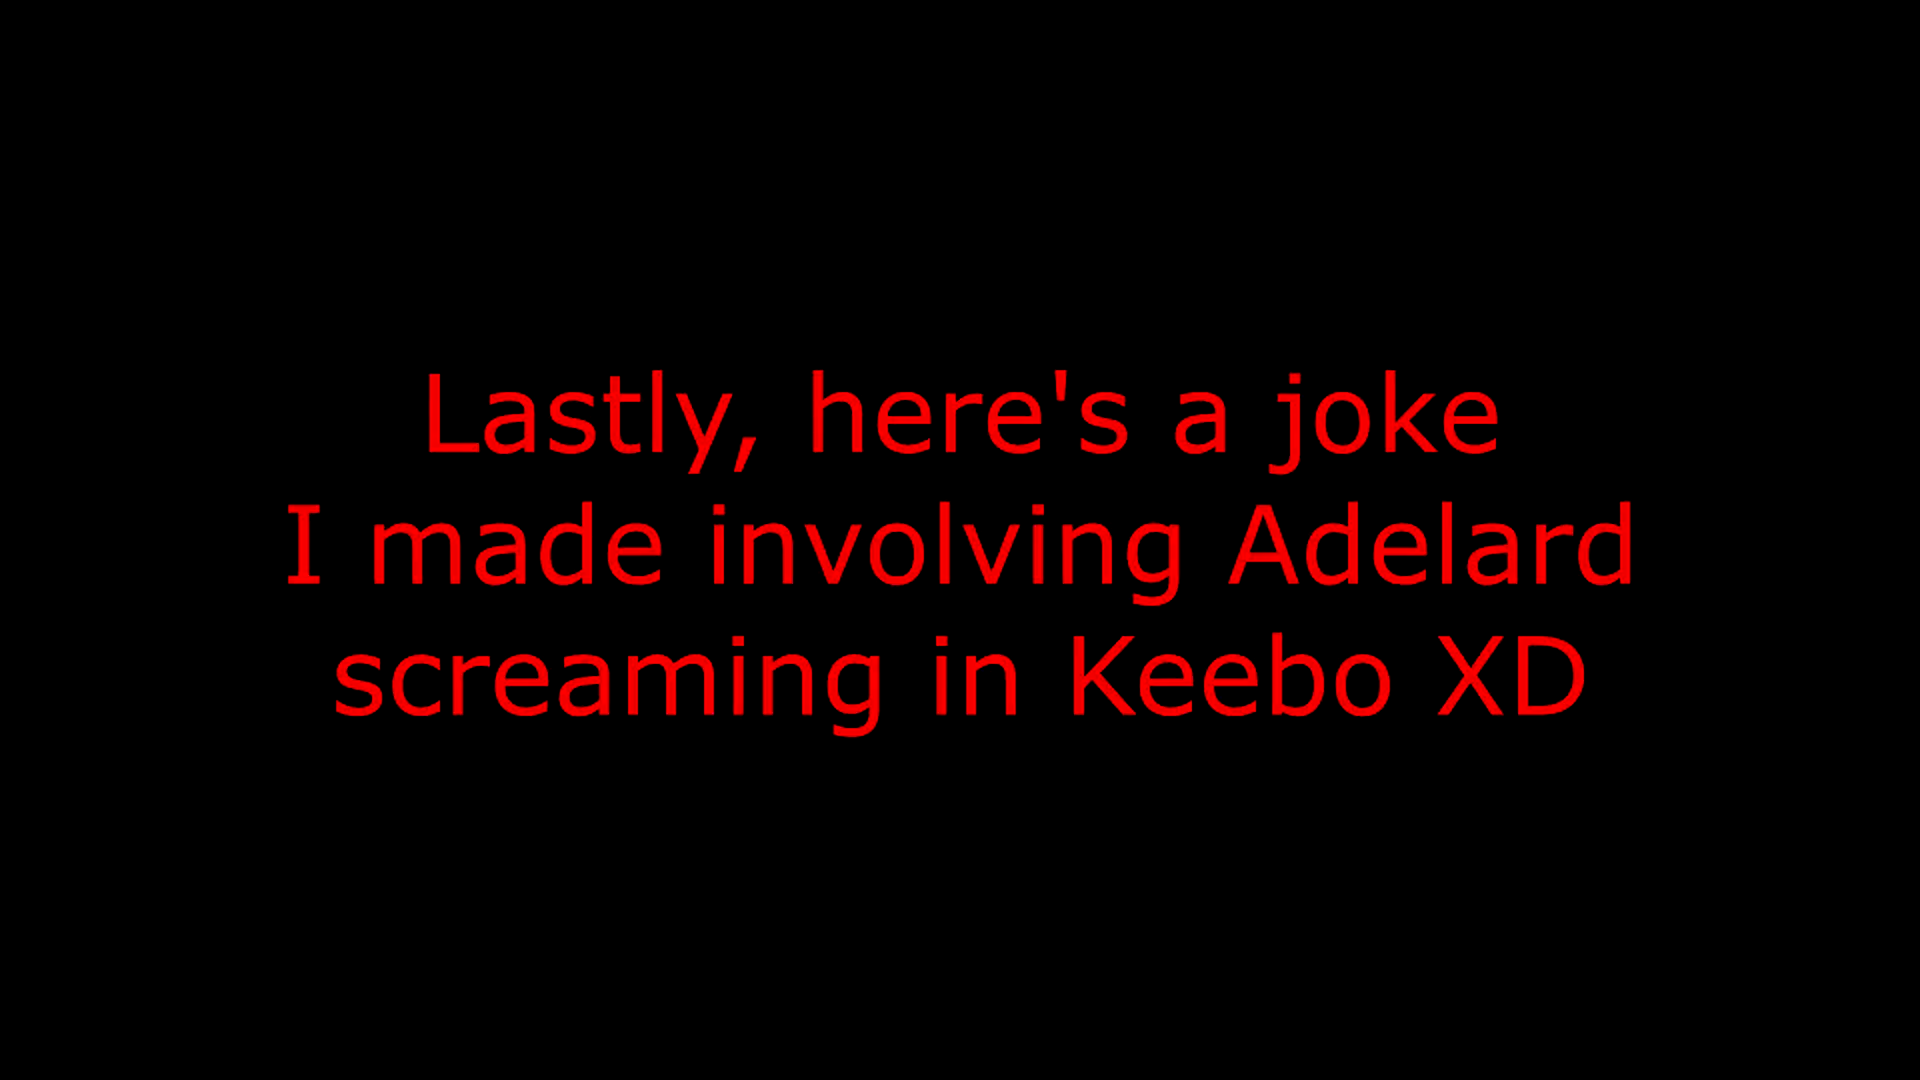 Lastly, here's a joke
I made involving Adelard
screaming in Keebo XD